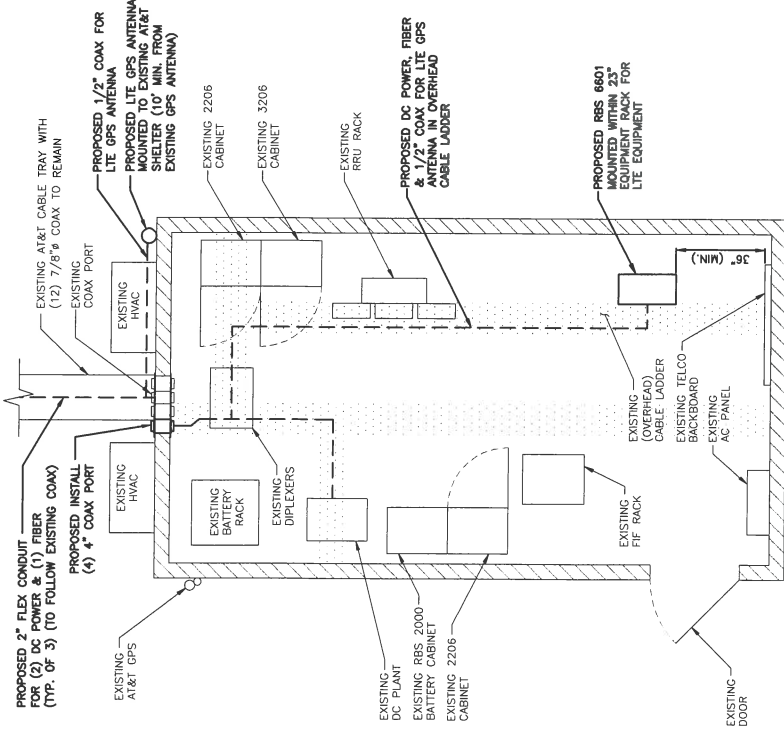 PROPOSED 2" FLEX CONDUIT
FOR (2) DC POWER & (1) FIBER
(TYP. OF 3) (TO FOLLOW EXISTING COAX)
PROPOSED INSTALL
(4) 4" COAX PORT
EXISTING
AT&T GPS
EXISTING
HVAC
EXISTING AT&T CABLE TRAY WITH
(12) 7/8"ø COAX TO REMAIN
EXISTING
COAX PORT
EXISTING
HVAC
PROPOSED 1/2" COAX FOR
LTE GPS ANTENNA
PROPOSED LTE GPS ANTENNA
MOUNTED TO EXISTING AT&T
SHELTER (10' MIN. FROM
EXISTING GPS ANTENNA)
EXISTING 2206
CABINET
EXISTING 3206
CABINET
EXISTING
RRU RACK
PROPOSED DC POWER, FIBER
& 1/2" COAX FOR LTE GPS
ANTENNA IN OVERHEAD
CABLE LADDER
PROPOSED RBS 6601
MOUNTED WITHIN 23"
EQUIPMENT RACK FOR
LTE EQUIPMENT
36" (MIN.)
EXISTING
BATTERY
RACK
EXISTING
DIPLEXERS
EXISTING
DC PLANT
EXISTING RBS 2000
BATTERY CABINET
EXISTING 2206
CABINET
EXISTING
FIF RACK
EXISTING
(OVERHEAD)
CABLE LADDER
EXISTING TELCO
BACKBOARD
EXISTING
AC PANEL
EXISTING
DOOR